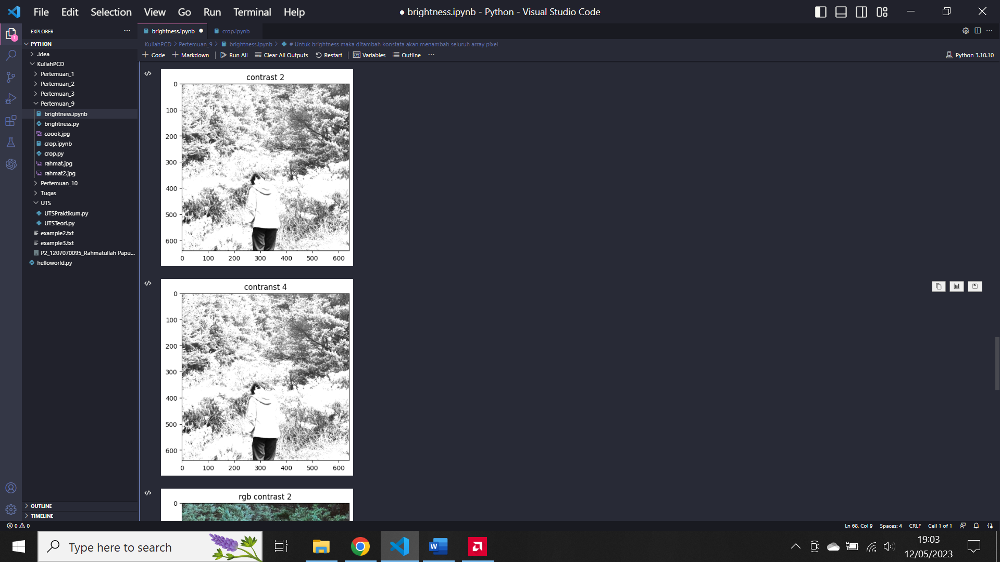 File Edit Selection View Go Run Terminal Help
● brightness.ipynb - Python - Visual Studio Code
EXPLORER
PYTHON
.idea
KuliahPCD
Pertemuan_1
Pertemuan_2
Pertemuan_3
Pertemuan_9
brightness.ipynb
brightness.py
coook.jpg
crop.ipynb
crop.py
rahmat.jpg
rahmat2.jpg
Pertemuan_10
Tugas
UTS
UTSPraktikum.py
UTSTeori.py
example2.txt
example3.txt
P2_1207070095_Rahmatullah Papu...
helloworld.py
OUTLINE
TIMELINE
brightness.ipynb ● crop.ipynb
KuliahPCD > Pertemuan_9 > brightness.ipynb > # Untuk brightness maka ditambah konstata akan menambah seluruh array pixel
+ Code + Markdown Run All Clear All Outputs Restart Variables Outline ...
Python 3.10.10
contrast 2
0
100
200
300
400
500
600
0 100 200 300 400 500 600
contranst 4
0
100
200
300
400
500
600
0 100 200 300 400 500 600
rgb contrast 2
0
0 0
Ln 68, Col 9 Spaces: 4 CRLF Cell 1 of 1
Type here to search
19:03
12/05/2023